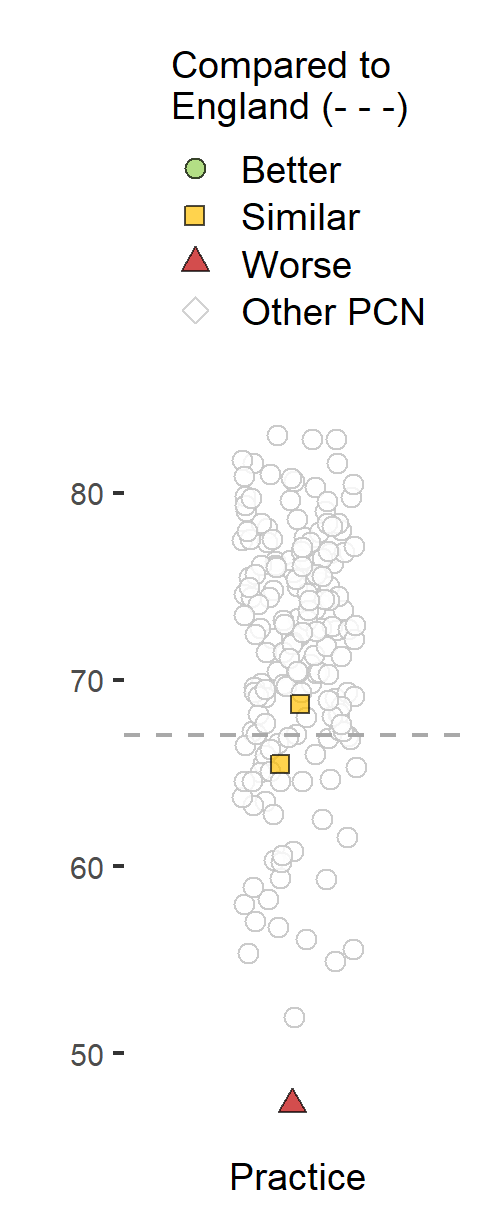 Compared to
England (- - -)
Better
Similar
Worse
Other PCN
80
70
60
50
Practice